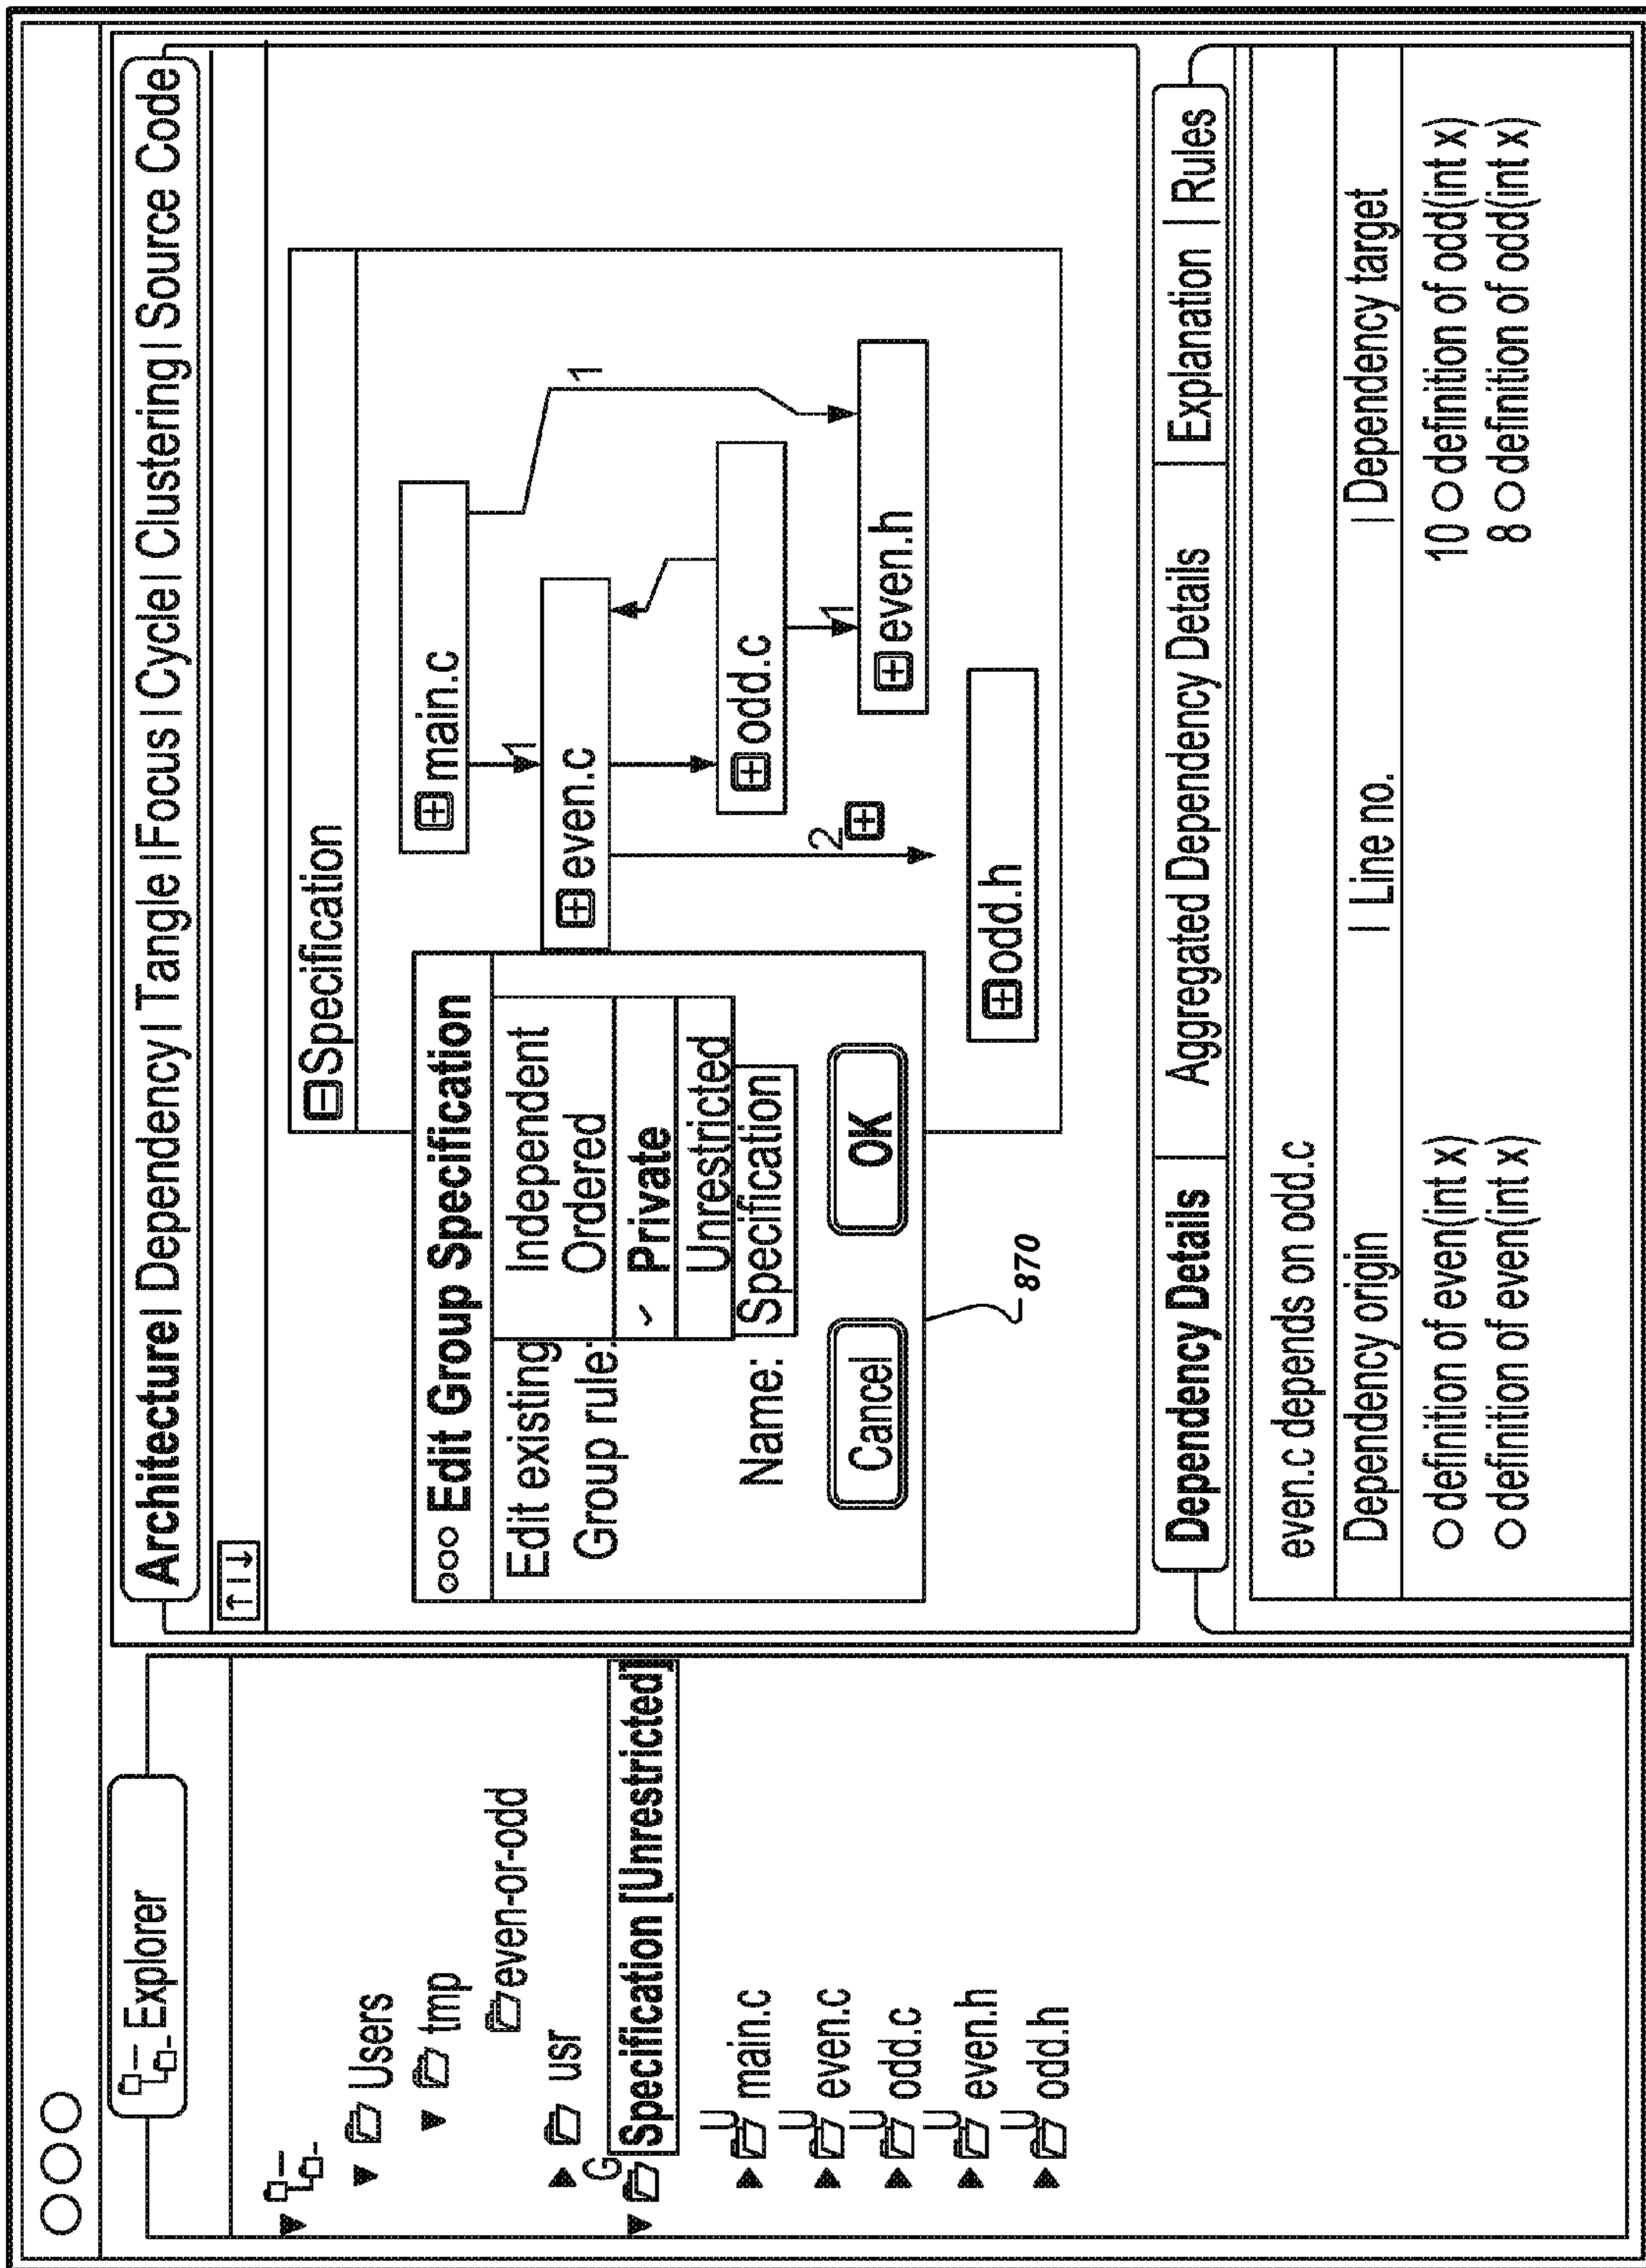 Explorer
Users
tmp
even-or-odd
usr
G
Specification [Unrestricted]
main.c
even.c
odd.c
even.h
odd.h
Architecture| Dependency| Tangle |Focus |Cycle| Clustering| Source Code
Specification
main.c
1
even.c
1
odd.c
2
1
even.h
odd.h
Edit Group Specification
Edit existing
Group rule:
Independent
Ordered
✓ Private
Unrestricted
Name: Specification
Cancel OK
870
Dependency Details Aggregated Dependency Details Explanation | Rules
even.c depends on odd.c
Dependency origin | Line no. | Dependency target
definition of even(int x) 10 definition of odd(int x)
definition of even(int x) 8 definition of odd(int x)